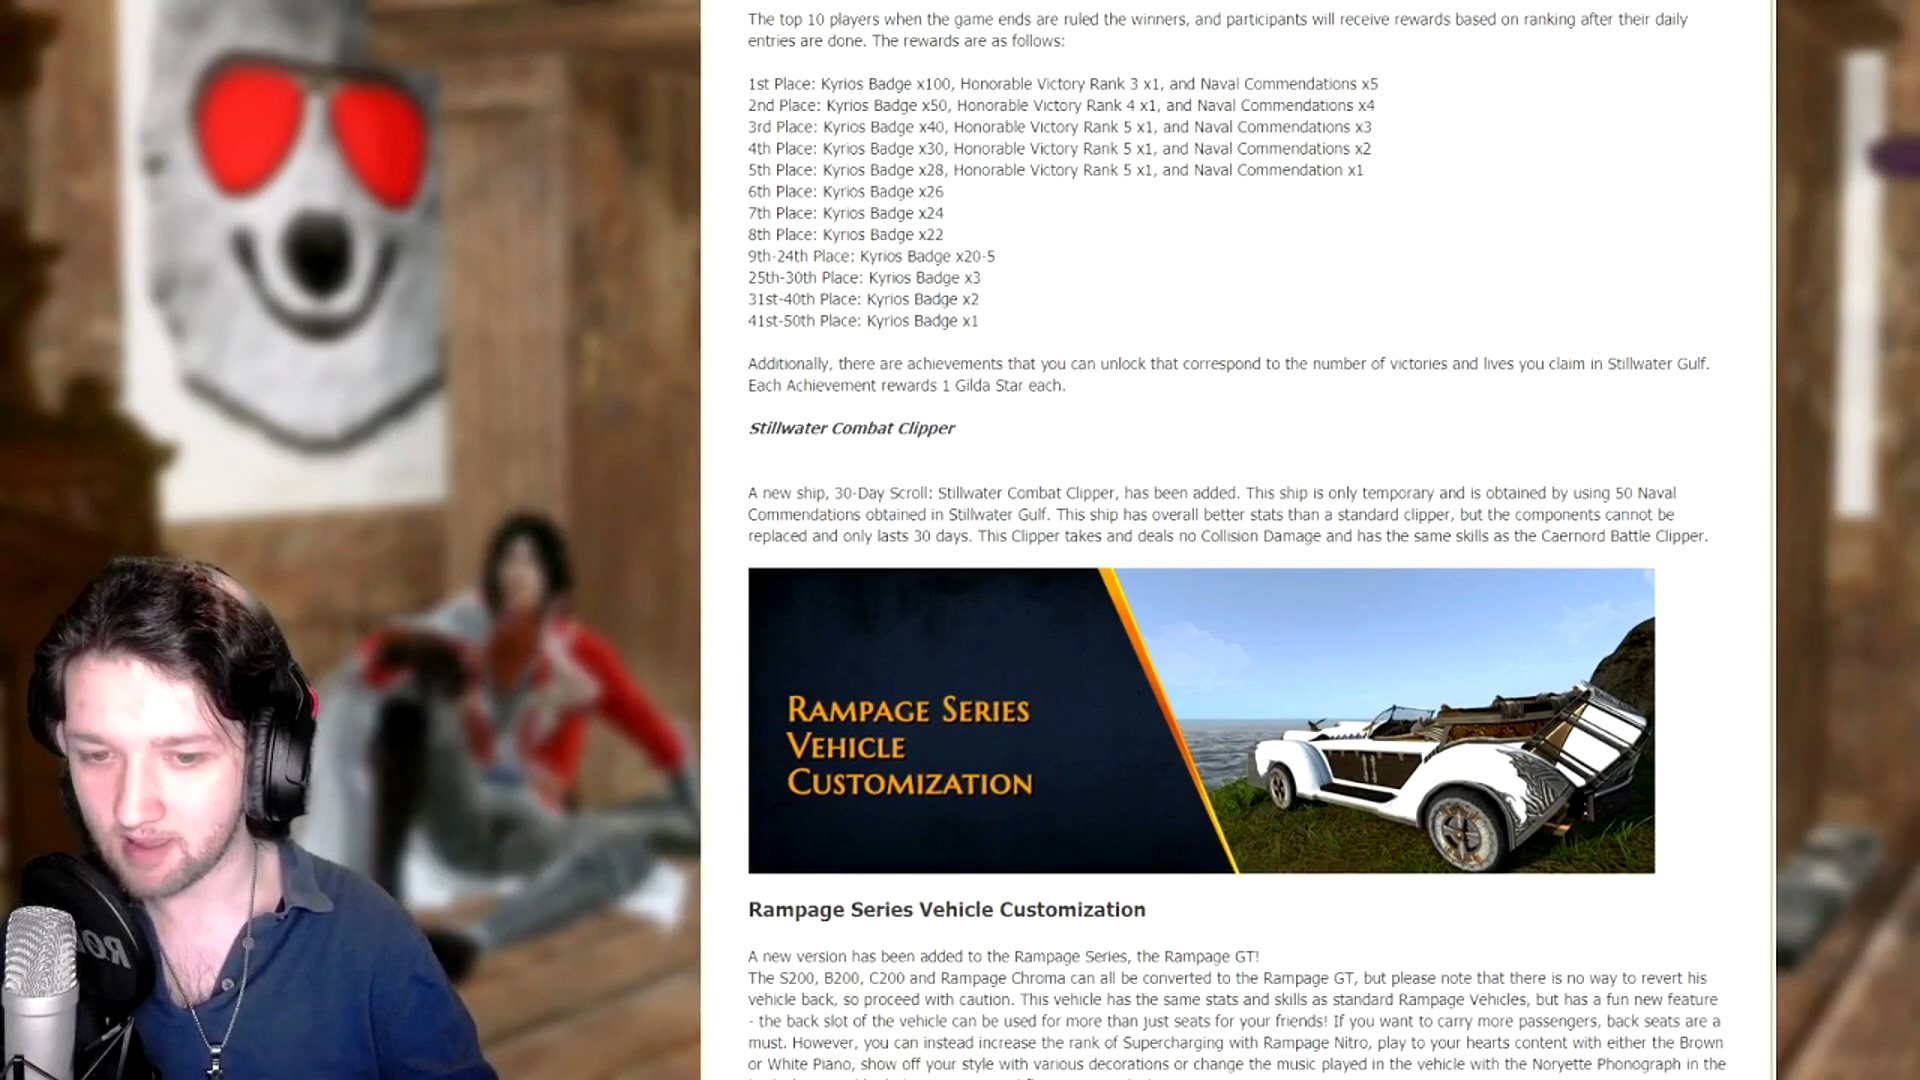 The top 10 players when the game ends are ruled the winners, and participants will receive rewards based on ranking after their daily
entries are done. The rewards are as follows:
1st Place: Kyrios Badge x100, Honorable Victory Rank 3 x1, and Naval Commendations x5
2nd Place: Kyrios Badge x50, Honorable Victory Rank 4 x1, and Naval Commendations x4
3rd Place: Kyrios Badge x40, Honorable Victory Rank 5 x1, and Naval Commendations x3
4th Place: Kyrios Badge x30, Honorable Victory Rank 5 x1, and Naval Commendations x2
5th Place: Kyrios Badge x28, Honorable Victory Rank 5 x1, and Naval Commendation x1
6th Place: Kyrios Badge x26
7th Place: Kyrios Badge x24
8th Place: Kyrios Badge x22
9th-24th Place: Kyrios Badge x20-5
25th-30th Place: Kyrios Badge x3
31st-40th Place: Kyrios Badge x2
41st-50th Place: Kyrios Badge x1
Additionally, there are achievements that you can unlock that correspond to the number of victories and lives you claim in Stillwater Gulf.
Each Achievement rewards 1 Gilda Star each.
Stillwater Combat Clipper
A new ship, 30-Day Scroll: Stillwater Combat Clipper, has been added. This ship is only temporary and is obtained by using 50 Naval
Commendations obtained in Stillwater Gulf. This ship has overall better stats than a standard clipper, but the components cannot be
replaced and only lasts 30 days. This Clipper takes and deals no Collision Damage and has the same skills as the Caernord Battle Clipper.
RAMPAGE SERIES
VEHICLE
CUSTOMIZATION
Rampage Series Vehicle Customization
A new version has been added to the Rampage Series, the Rampage GT!
The S200, B200, C200 and Rampage Chroma can all be converted to the Rampage GT, but please note that there is no way to revert his
vehicle back, so proceed with caution. This vehicle has the same stats and skills as standard Rampage Vehicles, but has a fun new feature
- the back slot of the vehicle can be used for more than just seats for your friends! If you want to carry more passengers, back seats are a
must. However, you can instead increase the rank of Supercharging with Rampage Nitro, play to your hearts content with either the Brown
or White Piano, show off your style with various decorations or change the music played in the vehicle with the Noryette Phonograph in the